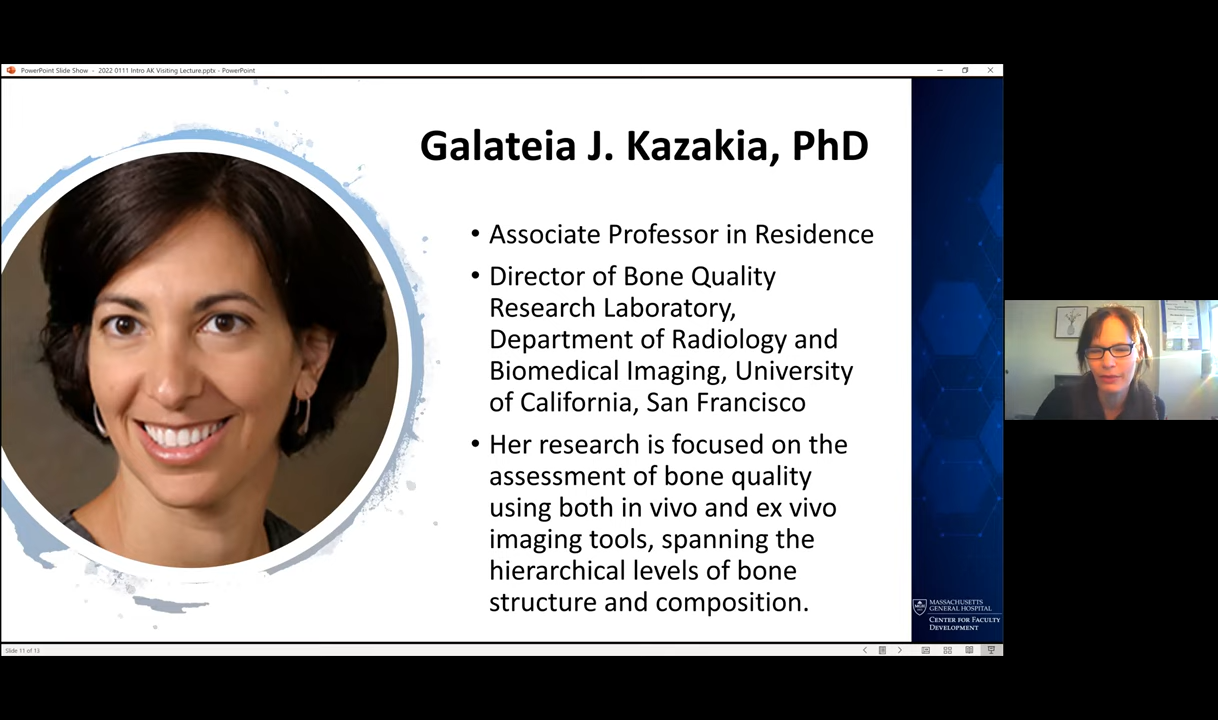 PowerPoint Slide Show - 2022 0111 Intro AK Visiting Lecture.pptx - PowerPoint
Galateia J. Kazakia, PhD
• Associate Professor in Residence
• Director of Bone Quality
Research Laboratory,
Department of Radiology and
Biomedical Imaging, University
of California, San Francisco
• Her research is focused on the
assessment of bone quality
using both in vivo and ex vivo
imaging tools, spanning the
hierarchical levels of bone
structure and composition.
MASSACHUSETTS
GENERAL HOSPITAL
CENTER FOR FACULTY
DEVELOPMENT
Slide 11 of 13